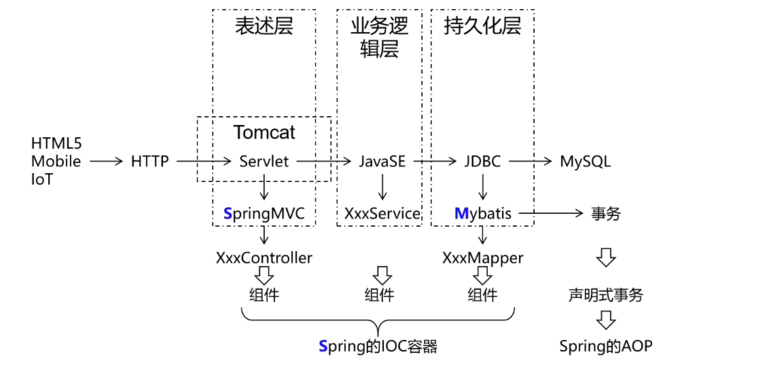 表述层
业务逻
辑层
持久化层
Tomcat
HTML5
Mobile
IoT
HTTP
Servlet
JavaSE
JDBC
MySQL
SpringMVC
XxxService
Mybatis
事务
XxxController
XxxMapper
组件
组件
组件
声明式事务
Spring的IOC容器
Spring的AOP